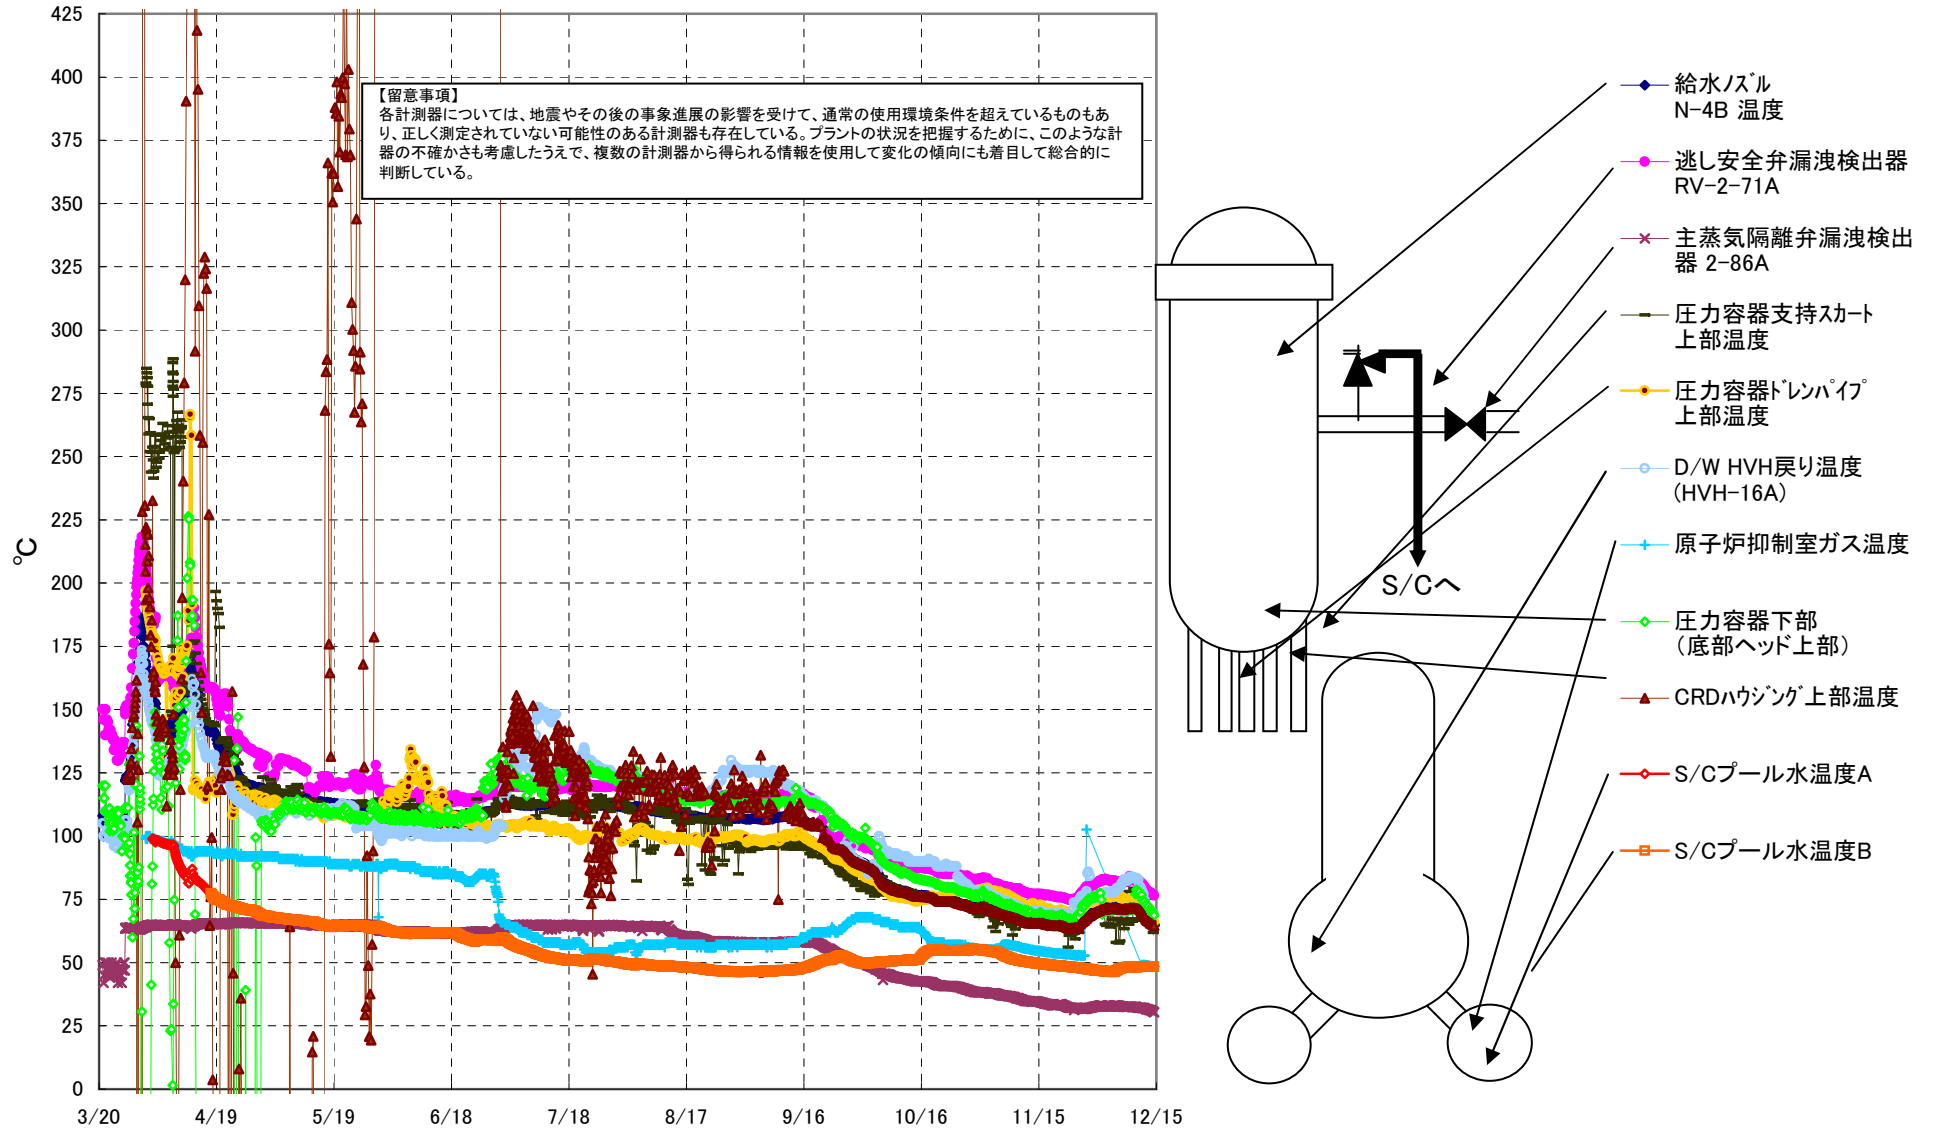 425
400
375
350
325
300
275
250
225
200
175
150
125
100
75
50
25
0
℃
3/20
4/19
5/19
6/18
7/18
8/17
9/16
10/16
11/15
12/15
【留意事項】
各計測器については、地震やその後の事象進展の影響を受けて、通常の使用環境条件を超えているものもあ
り、正しく測定されていない可能性のある計測器も存在している。プラントの状況を把握するために、このような計
器の不確かさも考慮したうえで、複数の計測器から得られる情報を使用して変化の傾向にも着目して総合的に
判断している。
S/Cへ
給水ノズル
N-4B 温度
逃し安全弁漏洩検出器
RV-2-71A
主蒸気隔離弁漏洩検出
器 2-86A
圧力容器支持スカート
上部温度
圧力容器ドレンパイプ
上部温度
D/W HVH戻り温度
(HVH-16A)
原子炉抑制室ガス温度
圧力容器下部
(底部ヘッド上部)
CRDハウジング上部温度
S/Cプール水温度A
S/Cプール水温度B